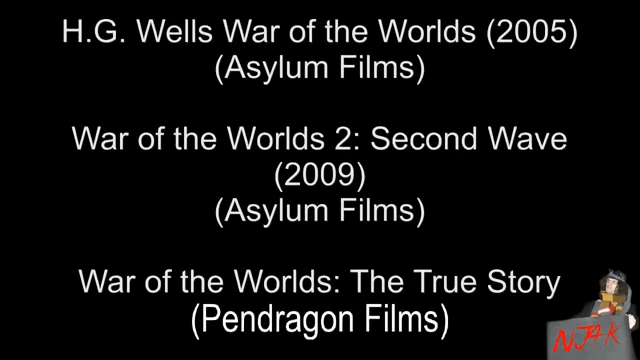 H.G. Wells War of the Worlds (2005)
(Asylum Films)
War of the Worlds 2: Second Wave
(2009)
(Asylum Films)
War of the Worlds: The True Story
(Pendragon Films)